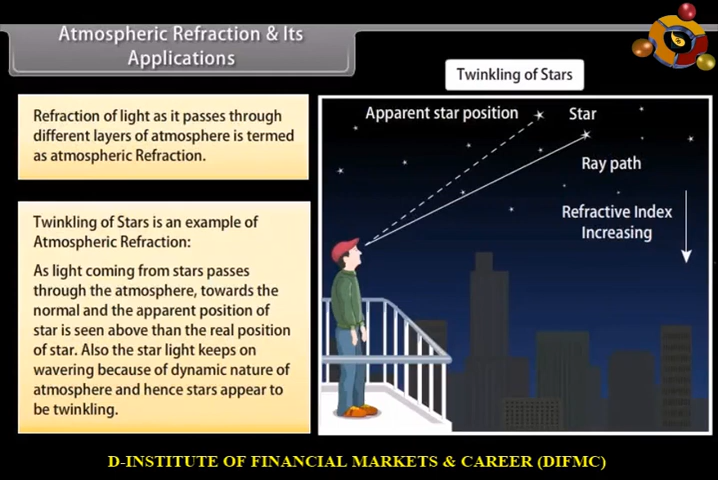 Atmospheric Refraction & Its
Applications
Twinkling of Stars
Refraction of light as it passes through
different layers of atmosphere is termed
as atmospheric Refraction.
Twinkling of Stars is an example of
Atmospheric Refraction:
As light coming from stars passes
through the atmosphere, towards the
normal and the apparent position of
star is seen above than the real position
of star. Also the star light keeps on
wavering because of dynamic nature of
atmosphere and hence stars appear to
be twinkling.
Apparent star position
Star
Ray path
Refractive Index
Increasing
D-INSTITUTE OF FINANCIAL MARKETS & CAREER (DIFMC)